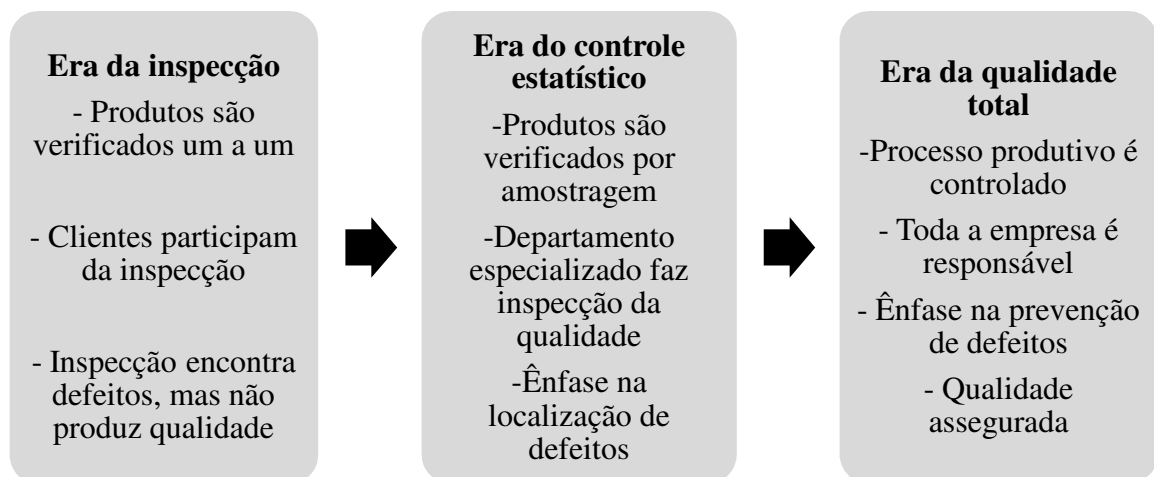 Era da inspecção
- Produtos são
verificados um a um
- Clientes participam
da inspecção
- Inspecção encontra
defeitos, mas não
produz qualidade
Era do controle
estatístico
-Produtos são
verificados por
amostragem
-Departamento
especializado faz
inspecção da
qualidade
-Ênfase na
localização de
defeitos
Era da qualidade
total
-Processo produtivo é
controlado
- Toda a empresa é
responsável
- Ênfase na prevenção
de defeitos
- Qualidade
assegurada